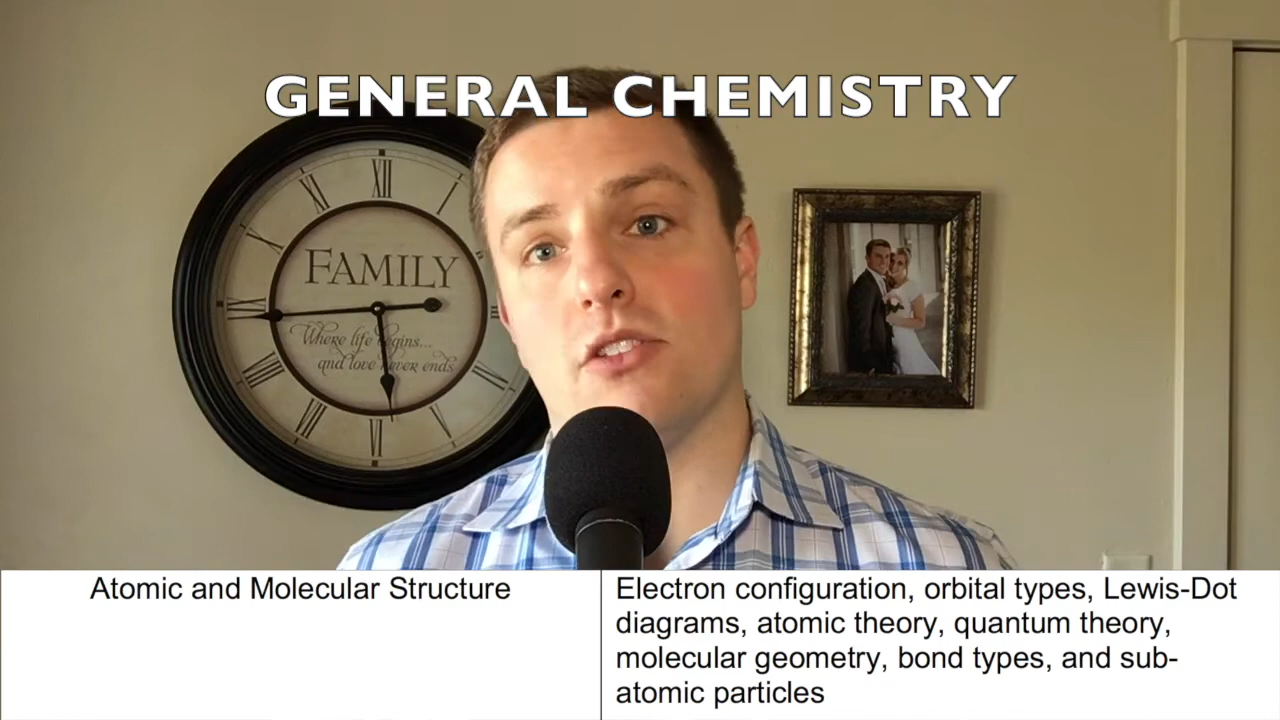 GENERAL CHEMISTRY
XII
FAMILY
Where life begins...
and love never ends
Atomic and Molecular Structure
Electron configuration, orbital types, Lewis-Dot
diagrams, atomic theory, quantum theory,
molecular geometry, bond types, and sub-
atomic particles